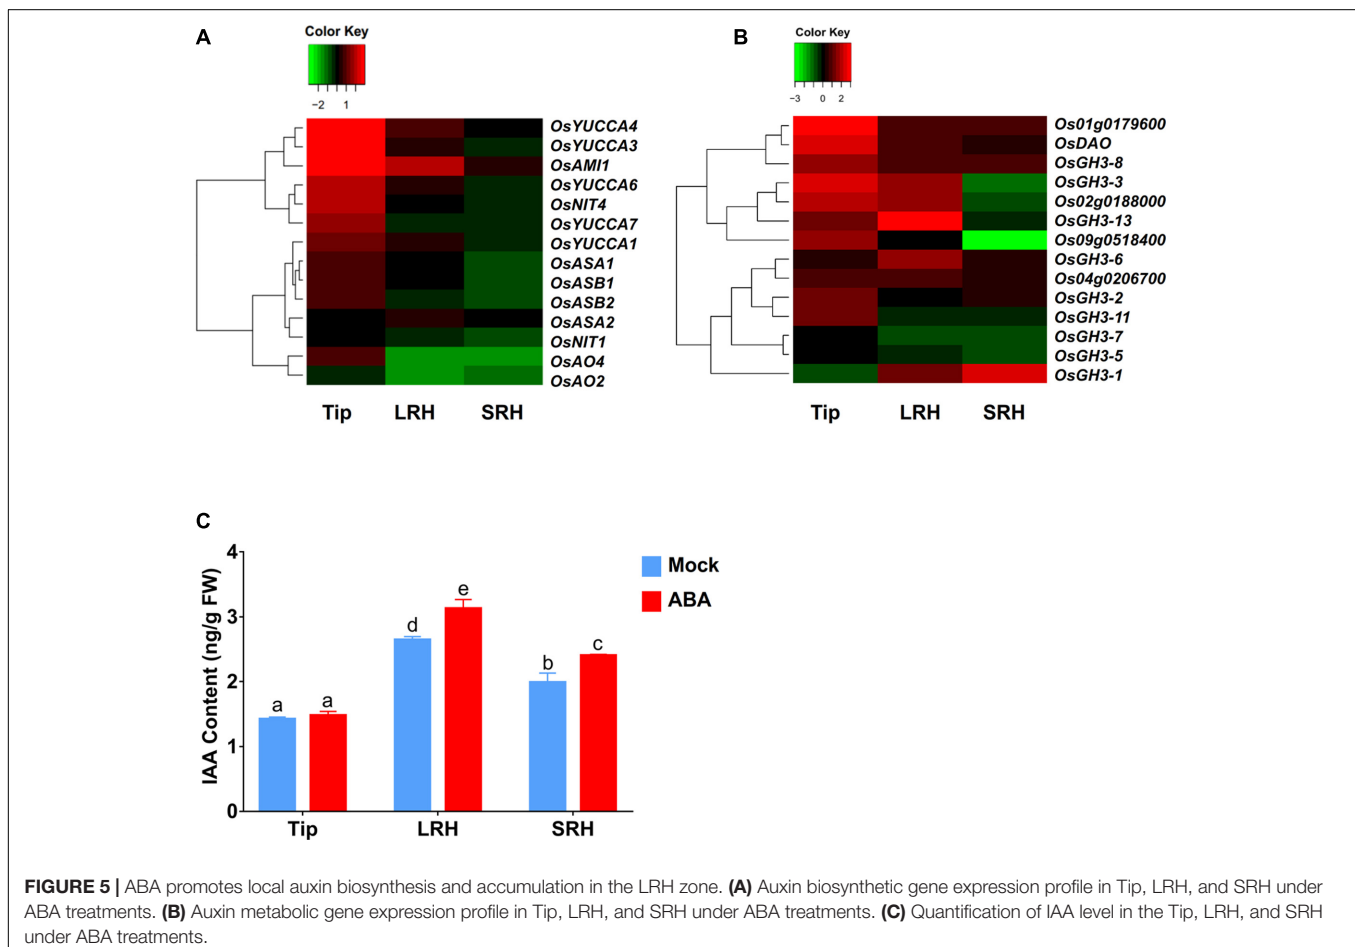 A
Color Key
−2 1
OsYUCCA4
OsYUCCA3
OsAMI1
OsYUCCA6
OsNIT4
OsYUCCA7
OsYUCCA1
OsASA1
OsASB1
OsASB2
OsASA2
OsNIT1
OsAO4
OsAO2
Tip LRH SRH
B
Color Key
−3 0 2
Os01g0179600
OsDAO
OsGH3-8
OsGH3-3
Os02g0188000
OsGH3-13
Os09g0518400
OsGH3-6
Os04g0206700
OsGH3-2
OsGH3-11
OsGH3-7
OsGH3-5
OsGH3-1
Tip LRH SRH
C
IAA Content (ng/g FW)
4
3
2
1
0
a a d e b c
Tip LRH SRH
Mock
ABA
FIGURE 5 | ABA promotes local auxin biosynthesis and accumulation in the LRH zone. (A) Auxin biosynthetic gene expression profile in Tip, LRH, and SRH under
ABA treatments. (B) Auxin metabolic gene expression profile in Tip, LRH, and SRH under ABA treatments. (C) Quantification of IAA level in the Tip, LRH, and SRH
under ABA treatments.